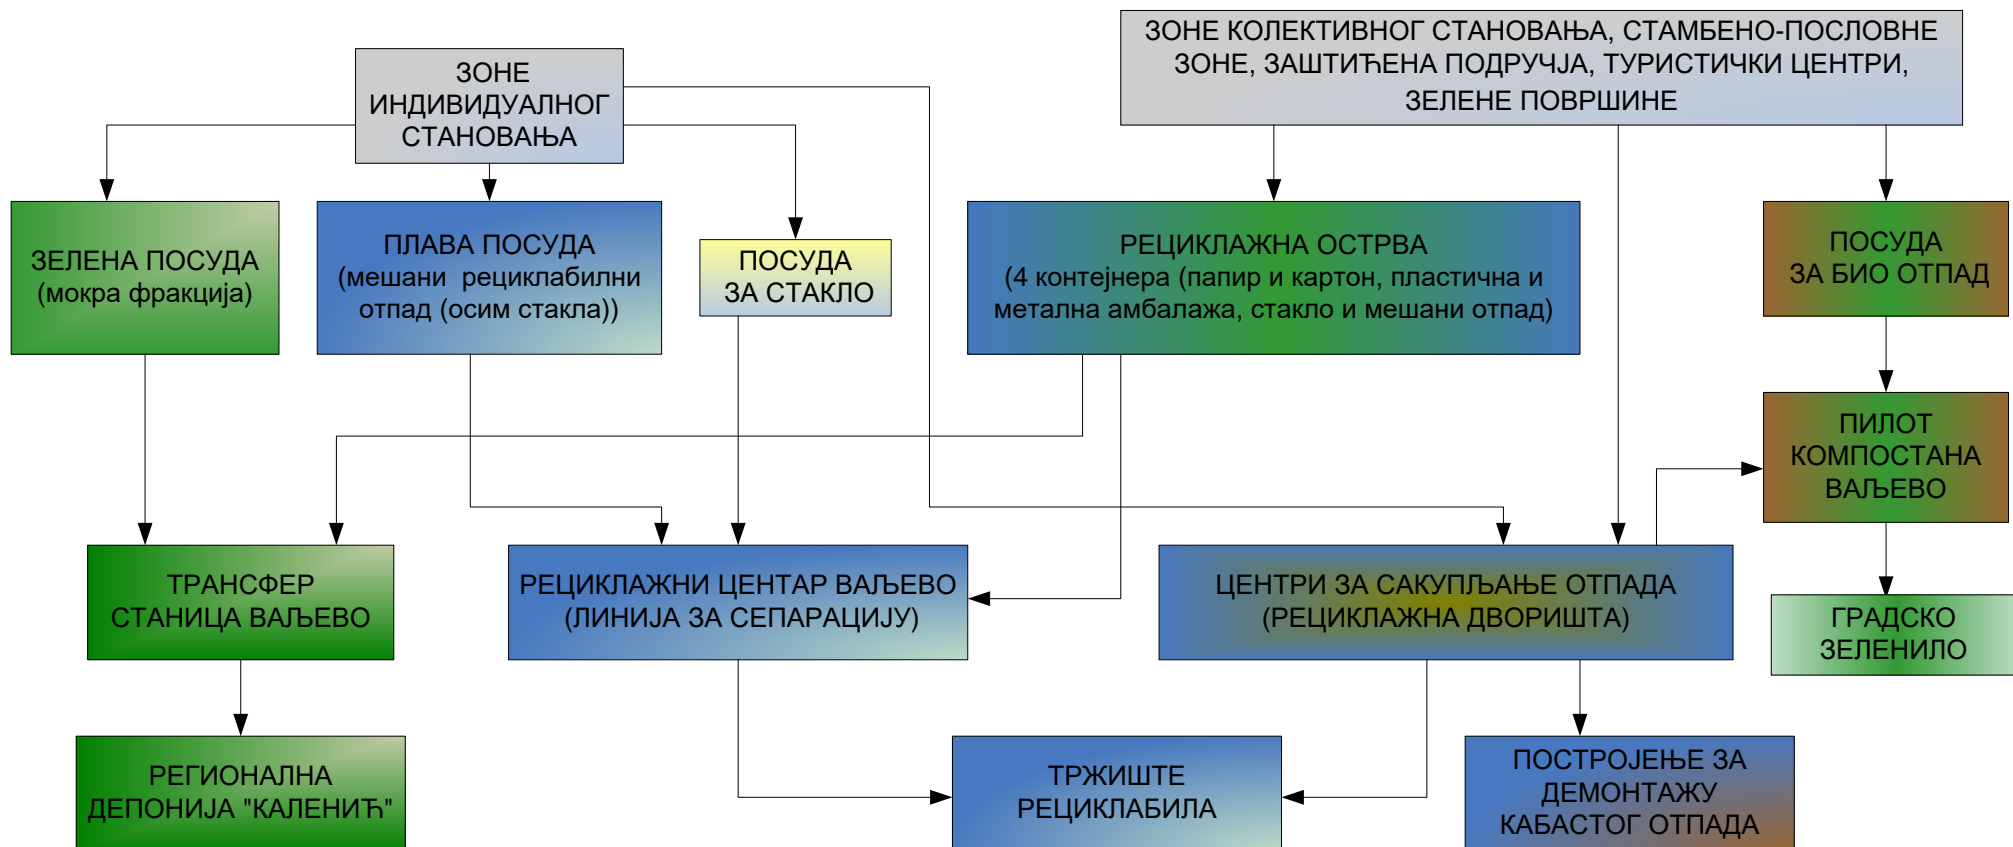 ЗОНЕ КОЛЕКТИВНОГ СТАНОВАЊА, СТАМБЕНО-ПОСЛОВНЕ
ЗОНЕ, ЗАШТИЋЕНА ПОДРУЧЈА, ТУРИСТИЧКИ ЦЕНТРИ,
ЗЕЛЕНЕ ПОВРШИНЕ
ЗОНЕ
ИНДИВИДУАЛНОГ
СТАНОВАЊА
ЗЕЛЕНА ПОСУДА
(мокра фракција)
ПЛАВА ПОСУДА
(мешани рециклабилни
отпад (осим стакла))
ПОСУДА
ЗА СТАКЛО
РЕЦИКЛАЖНА ОСТРВА
(4 контејнера (папир и картон, пластична и
метална амбалажа, стакло и мешани отпад)
ПОСУДА
ЗА БИО ОТПАД
ПИЛОТ
КОМПОСТАНА
ВАЉЕВО
ТРАНСФЕР
СТАНИЦА ВАЉЕВО
РЕЦИКЛАЖНИ ЦЕНТАР ВАЉЕВО
(ЛИНИЈА ЗА СЕПАРАЦИЈУ)
ЦЕНТРИ ЗА САКУПЉАЊЕ ОТПАДА
(РЕЦИКЛАЖНА ДВОРИШТА)
ГРАДСКО
ЗЕЛЕНИЛО
РЕГИОНАЛНА
ДЕПОНИЈА "КАЛЕНИЋ"
ТРЖИШТЕ
РЕЦИКЛАБИЛА
ПОСТРОЈЕЊЕ ЗА
ДЕМОНТАЖУ
КАБАСТОГ ОТПАДА